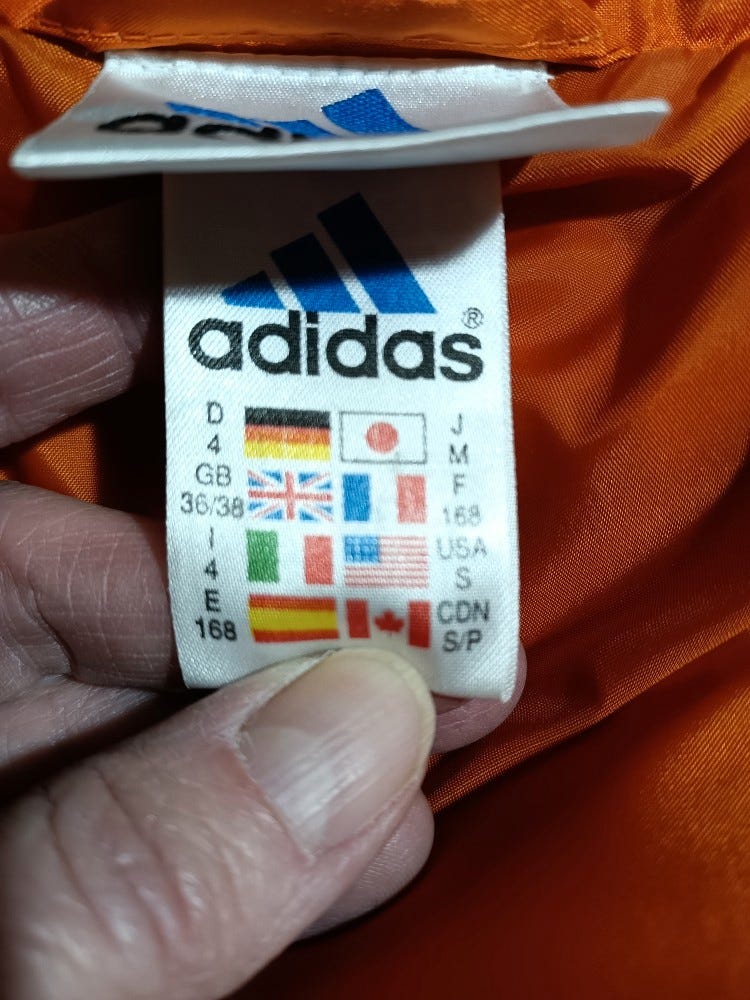 adidas®
D J
4 M
GB F
36/38 168
I USA
4 S
E CDN
168 S/P